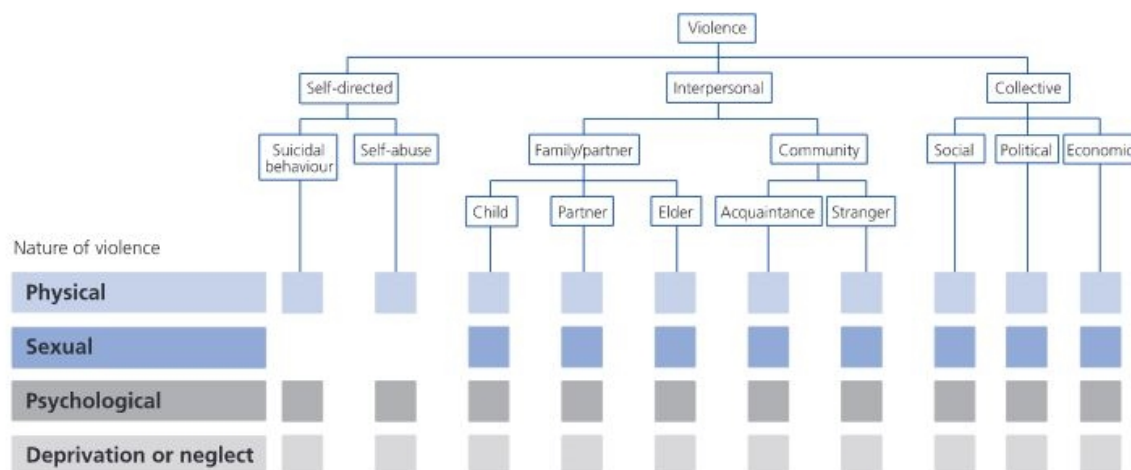 Violence
Self-directed
Interpersonal
Collective
Suicidal
behaviour
Self-abuse
Family/partner
Community
Social
Political
Economic
Child
Partner
Elder
Acquaintance
Stranger
Nature of violence
Physical
Sexual
Psychological
Deprivation or neglect